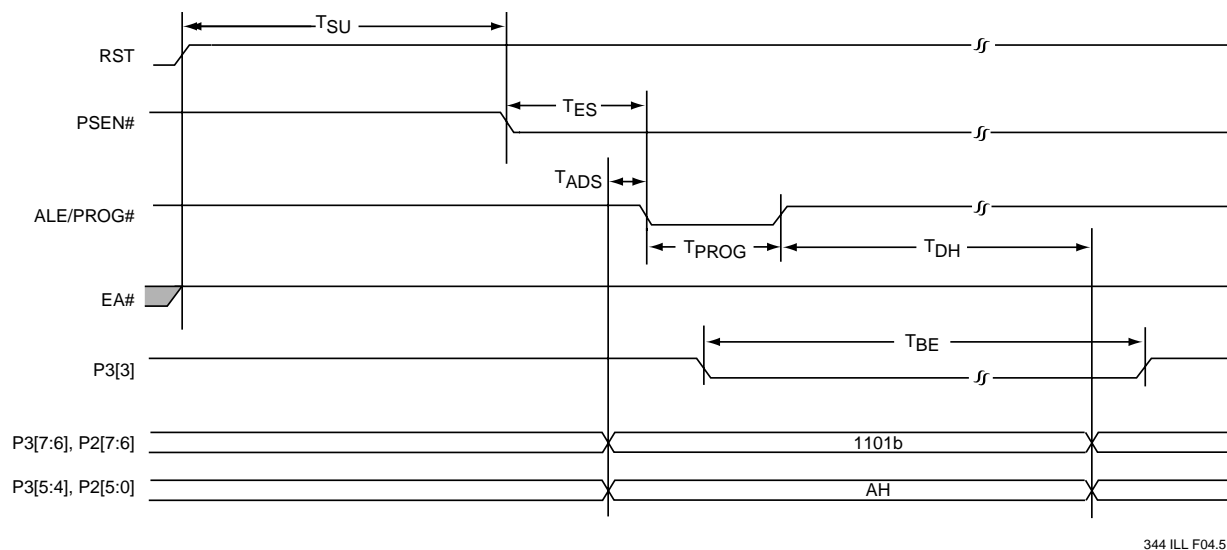 TSU
RST
TES
PSEN#
TADS
ALE/PROG#
TPROG
TDH
EA#
TBE
P3[3]
P3[7:6], P2[7:6]
1101b
P3[5:4], P2[5:0]
AH
344 ILL F04.5